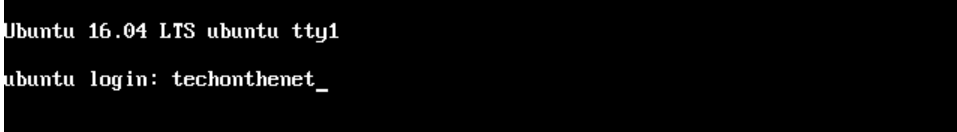 Ubuntu 16.04 LTS ubuntu tty1
ubuntu login: techonthenet_